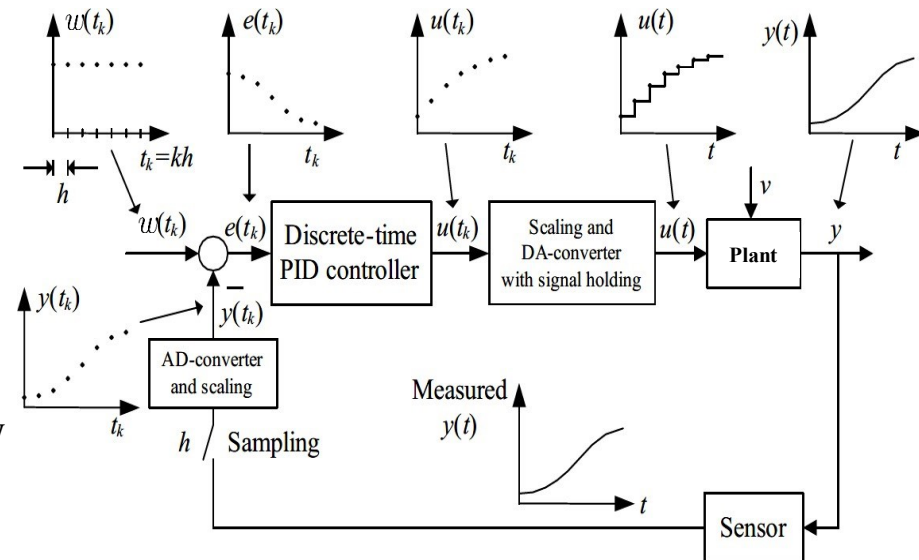 w(tₖ)
e(tₖ)
u(tₖ)
u(t)
y(t)
tₖ=kh
tₖ
tₖ
t
t
h
v
w(tₖ)
e(tₖ)
Discrete-time
PID controller
u(tₖ)
Scaling and
DA-converter
with signal holding
u(t)
Plant
y
−
y(tₖ)
y(tₖ)
AD-converter
and scaling
tₖ
h
Sampling
Measured
y(t)
t
Sensor